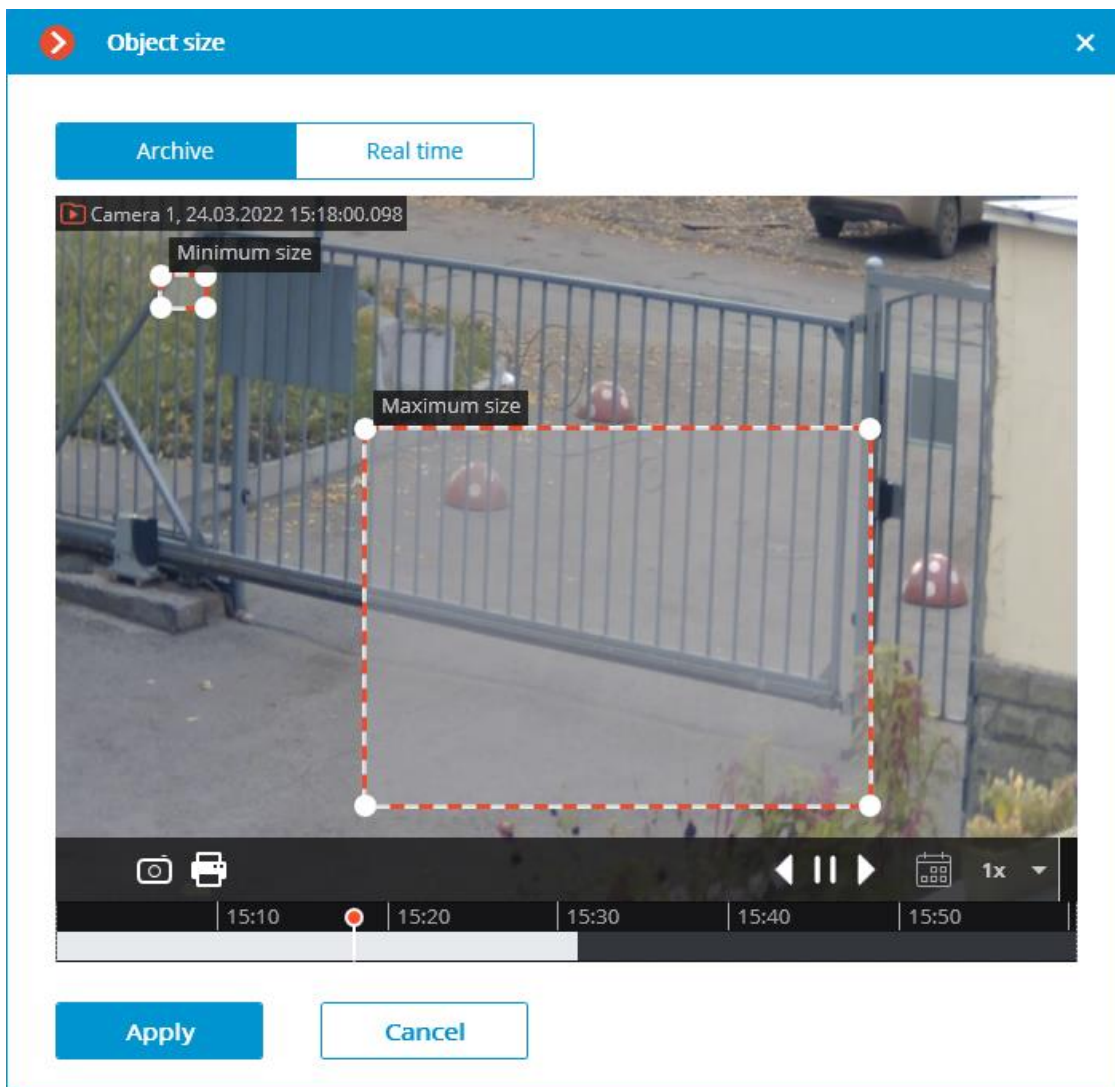 Object size
Archive
Real time
Camera 1, 24.03.2022 15:18:00.098
Minimum size
Maximum size
1x
15:10
15:20
15:30
15:40
15:50
Apply
Cancel